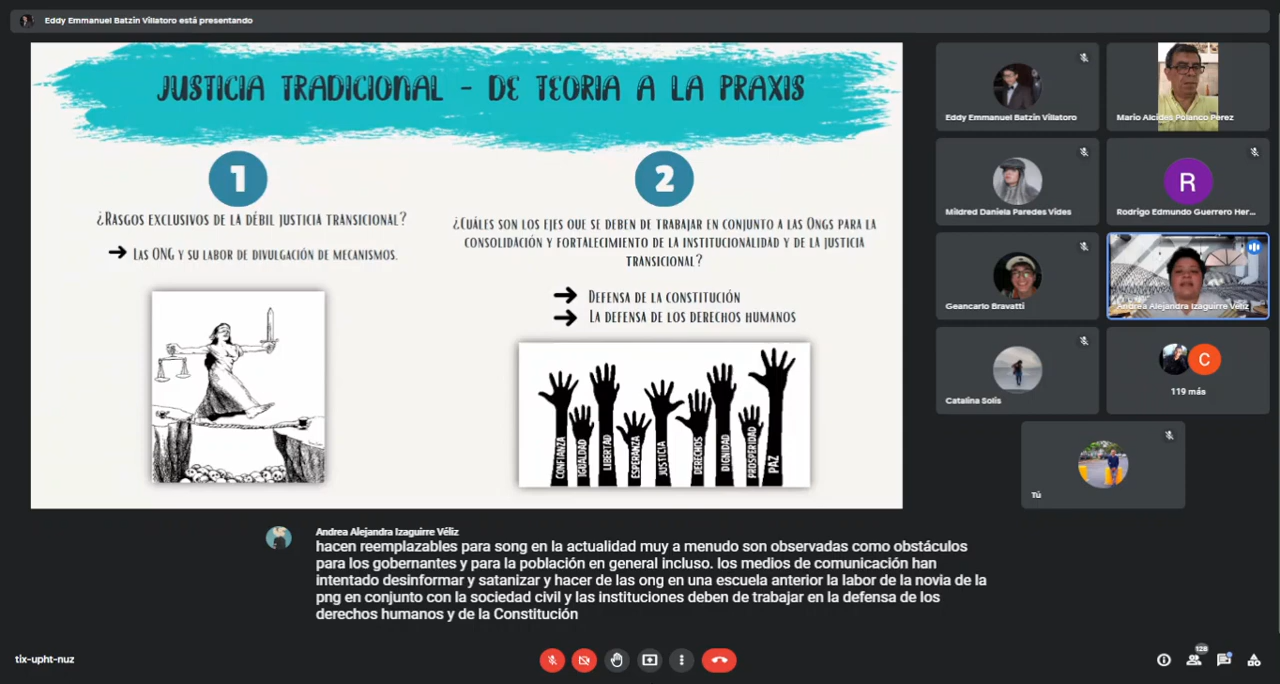 Eddy Emmanuel Batzín Villatoro está presentando
JUSTICIA TRADICIONAL - DE TEORIA A LA PRAXIS
1
¿RASGOS EXCLUSIVOS DE LA DÉBIL JUSTICIA TRANSICIONAL?
LAS ONG Y SU LABOR DE DIVULGACIÓN DE MECANISMOS.
2
¿CUÁLES SON LOS EJES QUE SE DEBEN DE TRABAJAR EN CONJUNTO A LAS ONGS PARA LA
CONSOLIDACIÓN Y FORTALECIMIENTO DE LA INSTITUCIONALIDAD Y DE LA JUSTICIA
TRANSICIONAL?
DEFENSA DE LA CONSTITUCIÓN
LA DEFENSA DE LOS DERECHOS HUMANOS
CONFIANZA
IGUALDAD
LIBERTAD
ESPERANZA
JUSTICIA
DERECHOS
DIGNIDAD
PROSPERIDAD
PAZ
Eddy Emmanuel Batzín Villatoro
Mario Alcides Polanco Perez
Mildred Daniela Paredes Vides
R
Rodrigo Edmundo Guerrero Her...
Geancarlo Bravatti
Andrea Alejandra Izaguirre Véliz
Catalina Solis
C
119 más
Tú
Andrea Alejandra Izaguirre Véliz
hacen reemplazables para song en la actualidad muy a menudo son observadas como obstáculos
para los gobernantes y para la población en general incluso. los medios de comunicación han
intentado desinformar y satanizar y hacer de las ong en una escuela anterior la labor de la novia de la
png en conjunto con la sociedad civil y las instituciones deben de trabajar en la defensa de los
derechos humanos y de la Constitución
tix-upht-nuz
128